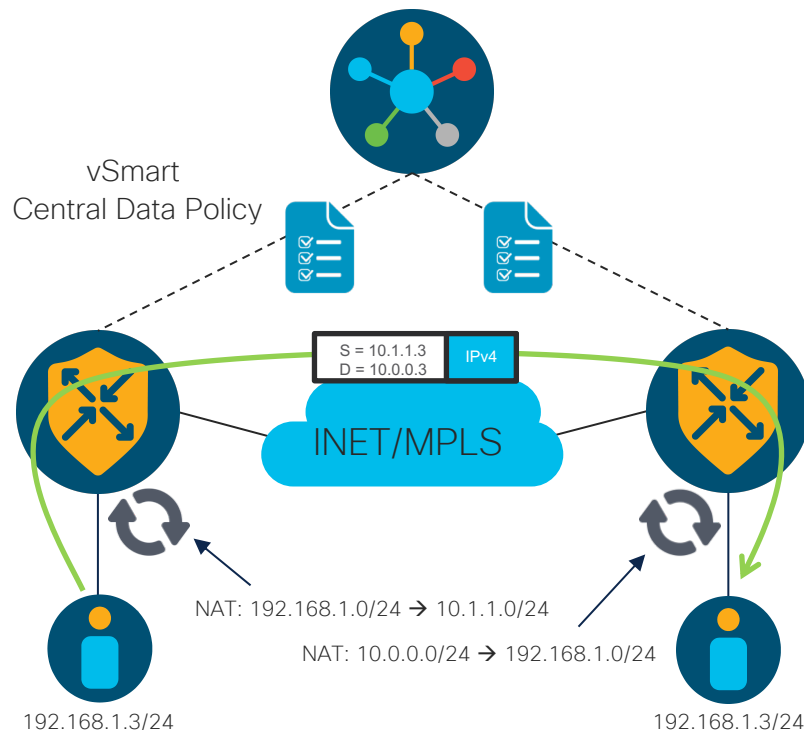 vSmart
Central Data Policy
S = 10.1.1.3
D = 10.0.0.3
IPv4
INET/MPLS
NAT: 192.168.1.0/24 → 10.1.1.0/24
NAT: 10.0.0.0/24 → 192.168.1.0/24
192.168.1.3/24
192.168.1.3/24